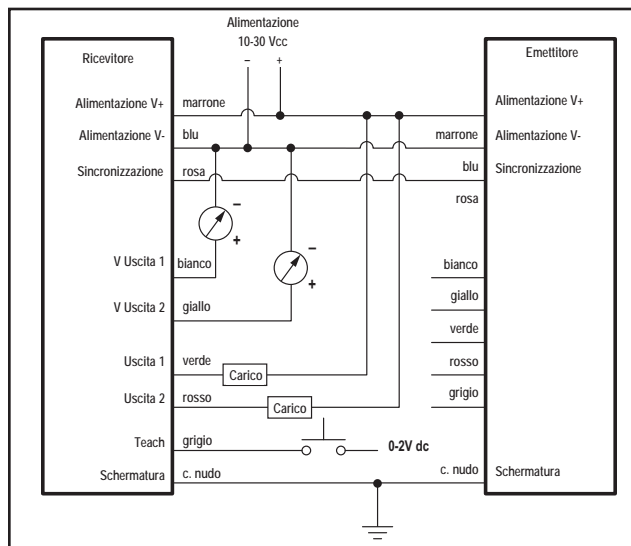 Alimentazione
10-30 Vcc
– +
Ricevitore
Emettitore
Alimentazione V+ marrone
Alimentazione V+
Alimentazione V- blu
marrone Alimentazione V-
Sincronizzazione rosa
blu Sincronizzazione
rosa
–
+
–
+
V Uscita 1 bianco
bianco
V Uscita 2 giallo
giallo
verde
Uscita 1 verde
Carico
rosso
Uscita 2 rosso
Carico
grigio
Teach grigio
0-2V dc
Schermatura c. nudo
c. nudo Schermatura